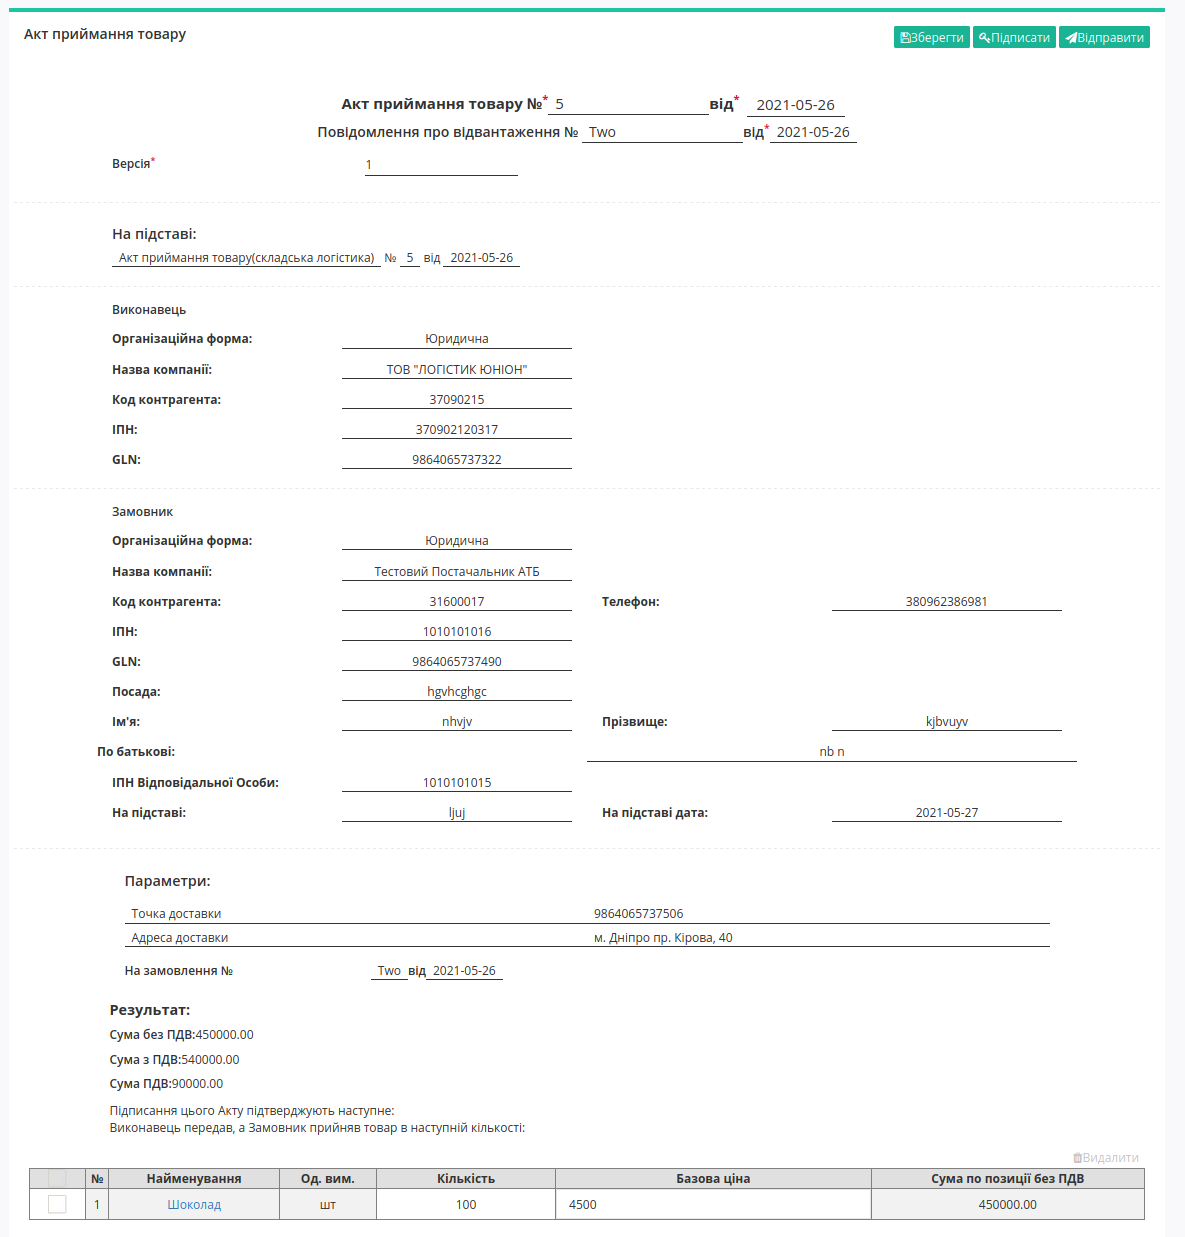 Акт приймання товару
Зберегти Підписати Відправити
Акт приймання товару №* 5 від* 2021-05-26
Повідомлення про відвантаження № Two від* 2021-05-26
Версія* 1
На підставі:
Акт приймання товару(складська логістика) № 5 від 2021-05-26
Виконавець
Організаційна форма: Юридична
Назва компанії: ТОВ "ЛОГІСТИК ЮНІОН"
Код контрагента: 37090215
ІПН: 370902120317
GLN: 9864065737322
Замовник
Організаційна форма: Юридична
Назва компанії: Тестовий Постачальник АТБ
Код контрагента: 31600017 Телефон: 380962386981
ІПН: 1010101016
GLN: 9864065737490
Посада: hgvhcghgc
Ім'я: nhvjv Прізвище: kjbvuyv
По батькові: nb n
ІПН Відповідальної Особи: 1010101015
На підставі: ljuj На підставі дата: 2021-05-27
Параметри:
Точка доставки 9864065737506
Адреса доставки м. Дніпро пр. Кірова, 40
На замовлення № Two від 2021-05-26
Результат:
Сума без ПДВ:450000.00
Сума з ПДВ:540000.00
Сума ПДВ:90000.00
Підписання цього Акту підтверджують наступне:
Виконавець передав, а Замовник прийняв товар в наступній кількості:
Видалити
№ Найменування Од. вим. Кількість Базова ціна Сума по позиції без ПДВ
1 Шоколад шт 100 4500 450000.00